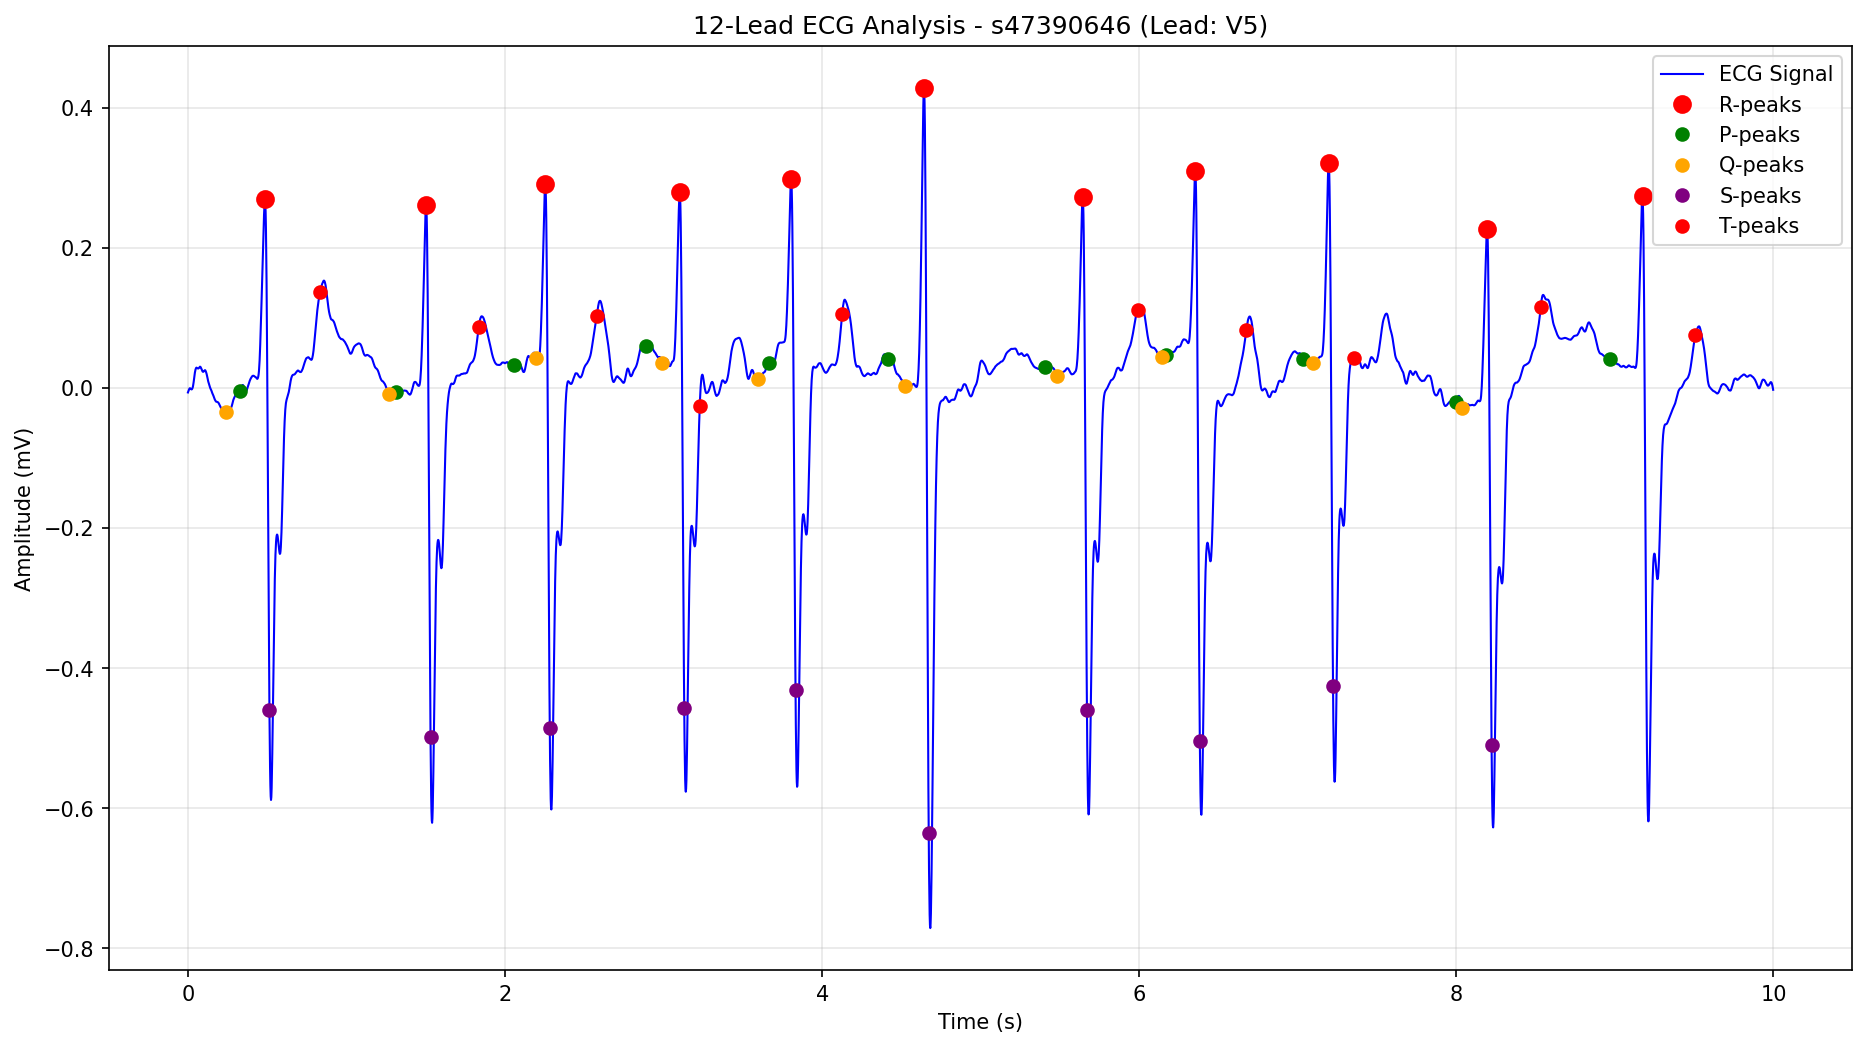 12-Lead ECG Analysis - s47390646 (Lead: V5)
ECG Signal
R-peaks
P-peaks
Q-peaks
S-peaks
T-peaks
Amplitude (mV)
0.4
0.2
0.0
−0.2
−0.4
−0.6
−0.8
0 2 4 6 8 10
Time (s)